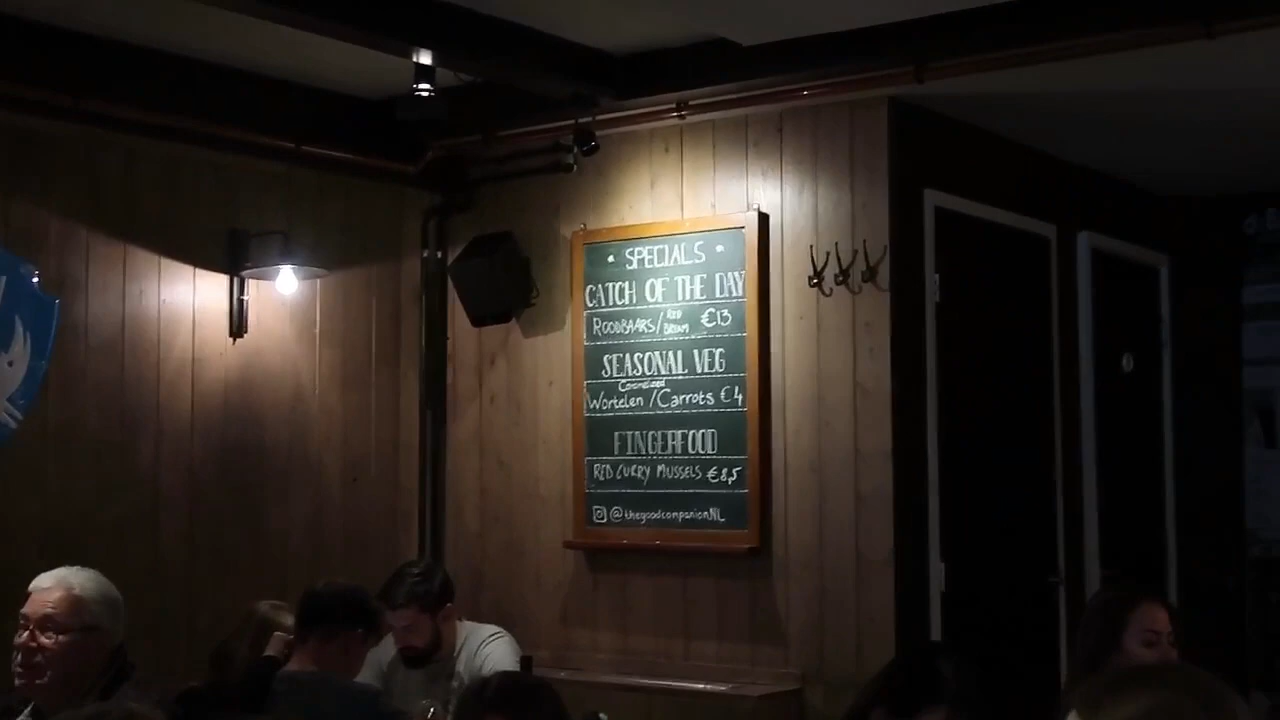 SPECIALS
CATCH OF THE DAY
ROODBAARS/RED BREAM €13
SEASONAL VEG
Caramelized
Wortelen /Carrots €4
FINGERFOOD
RED CURRY MUSSELS €8,5
@thegoodcompanionNL